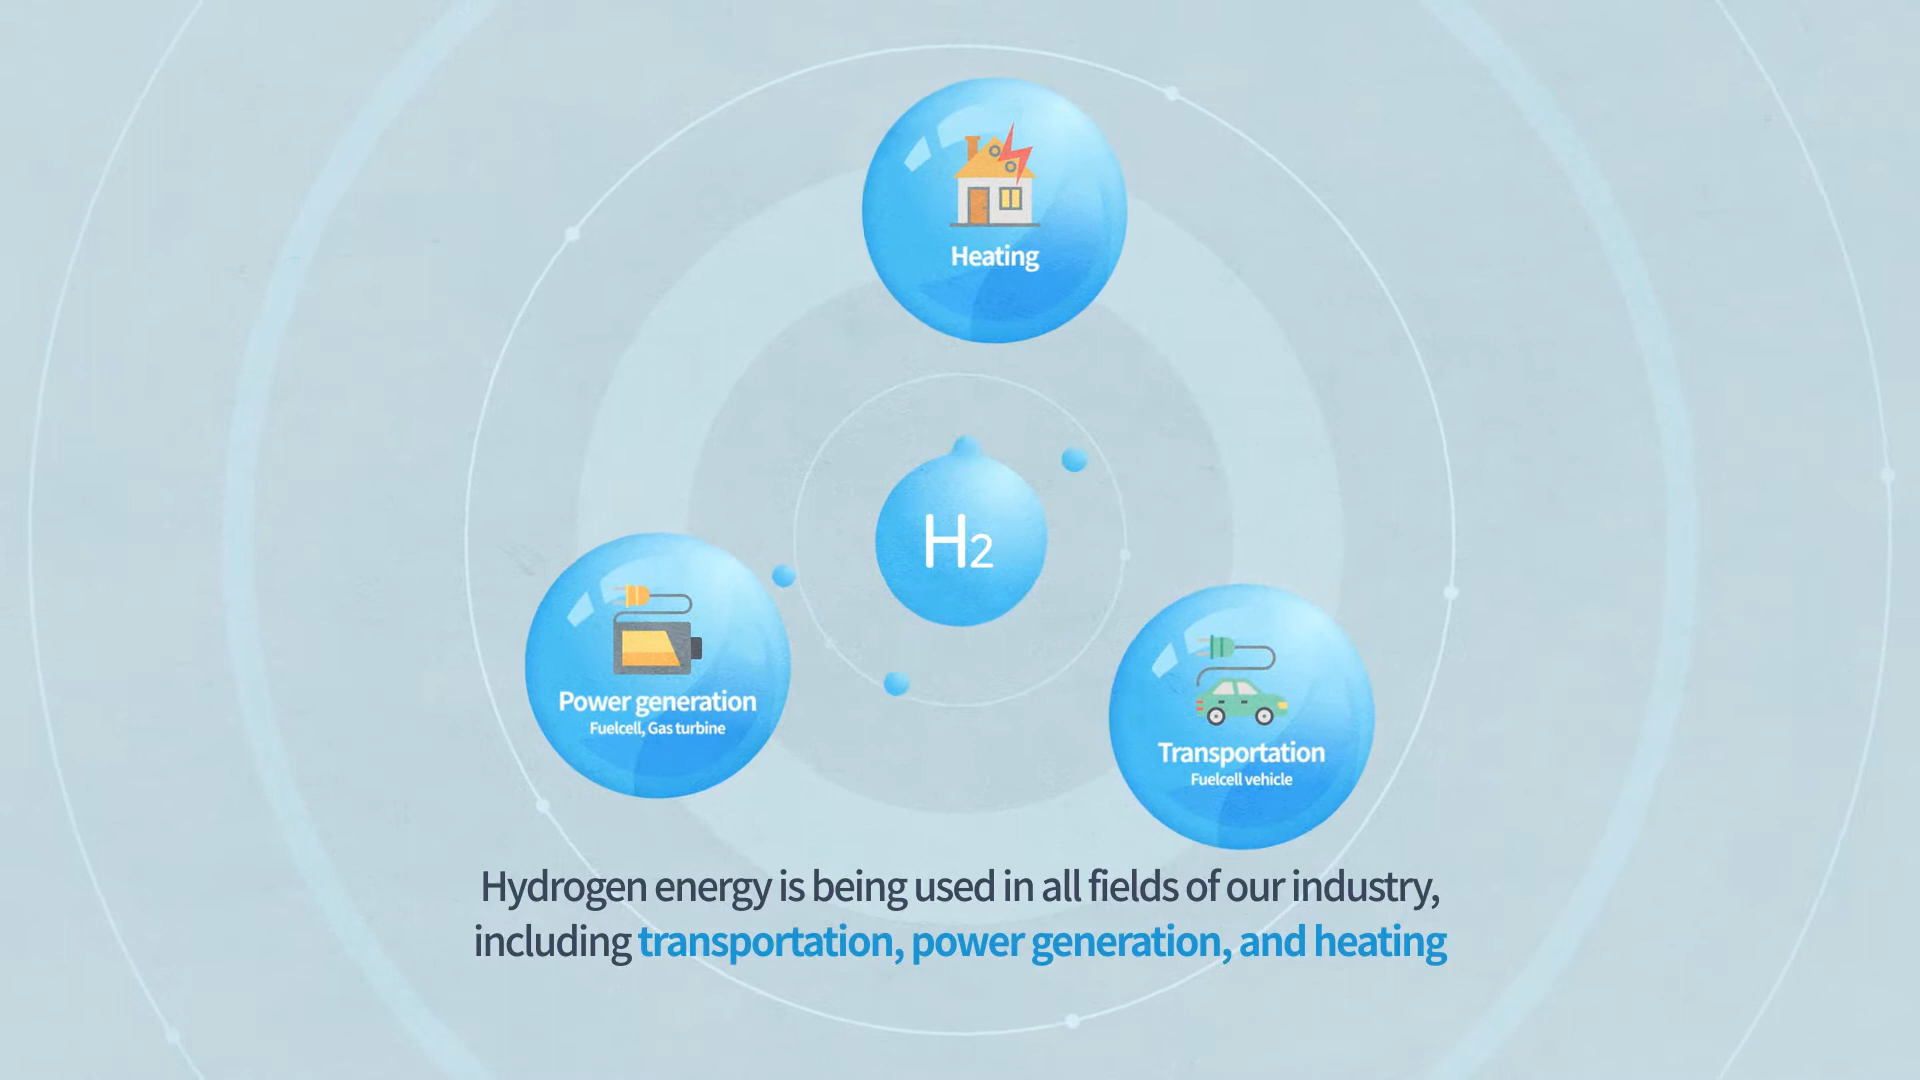 Heating
H2
Power generation
Fuelcell, Gas turbine
Transportation
Fuelcell vehicle
Hydrogen energy is being used in all fields of our industry,
including transportation, power generation, and heating